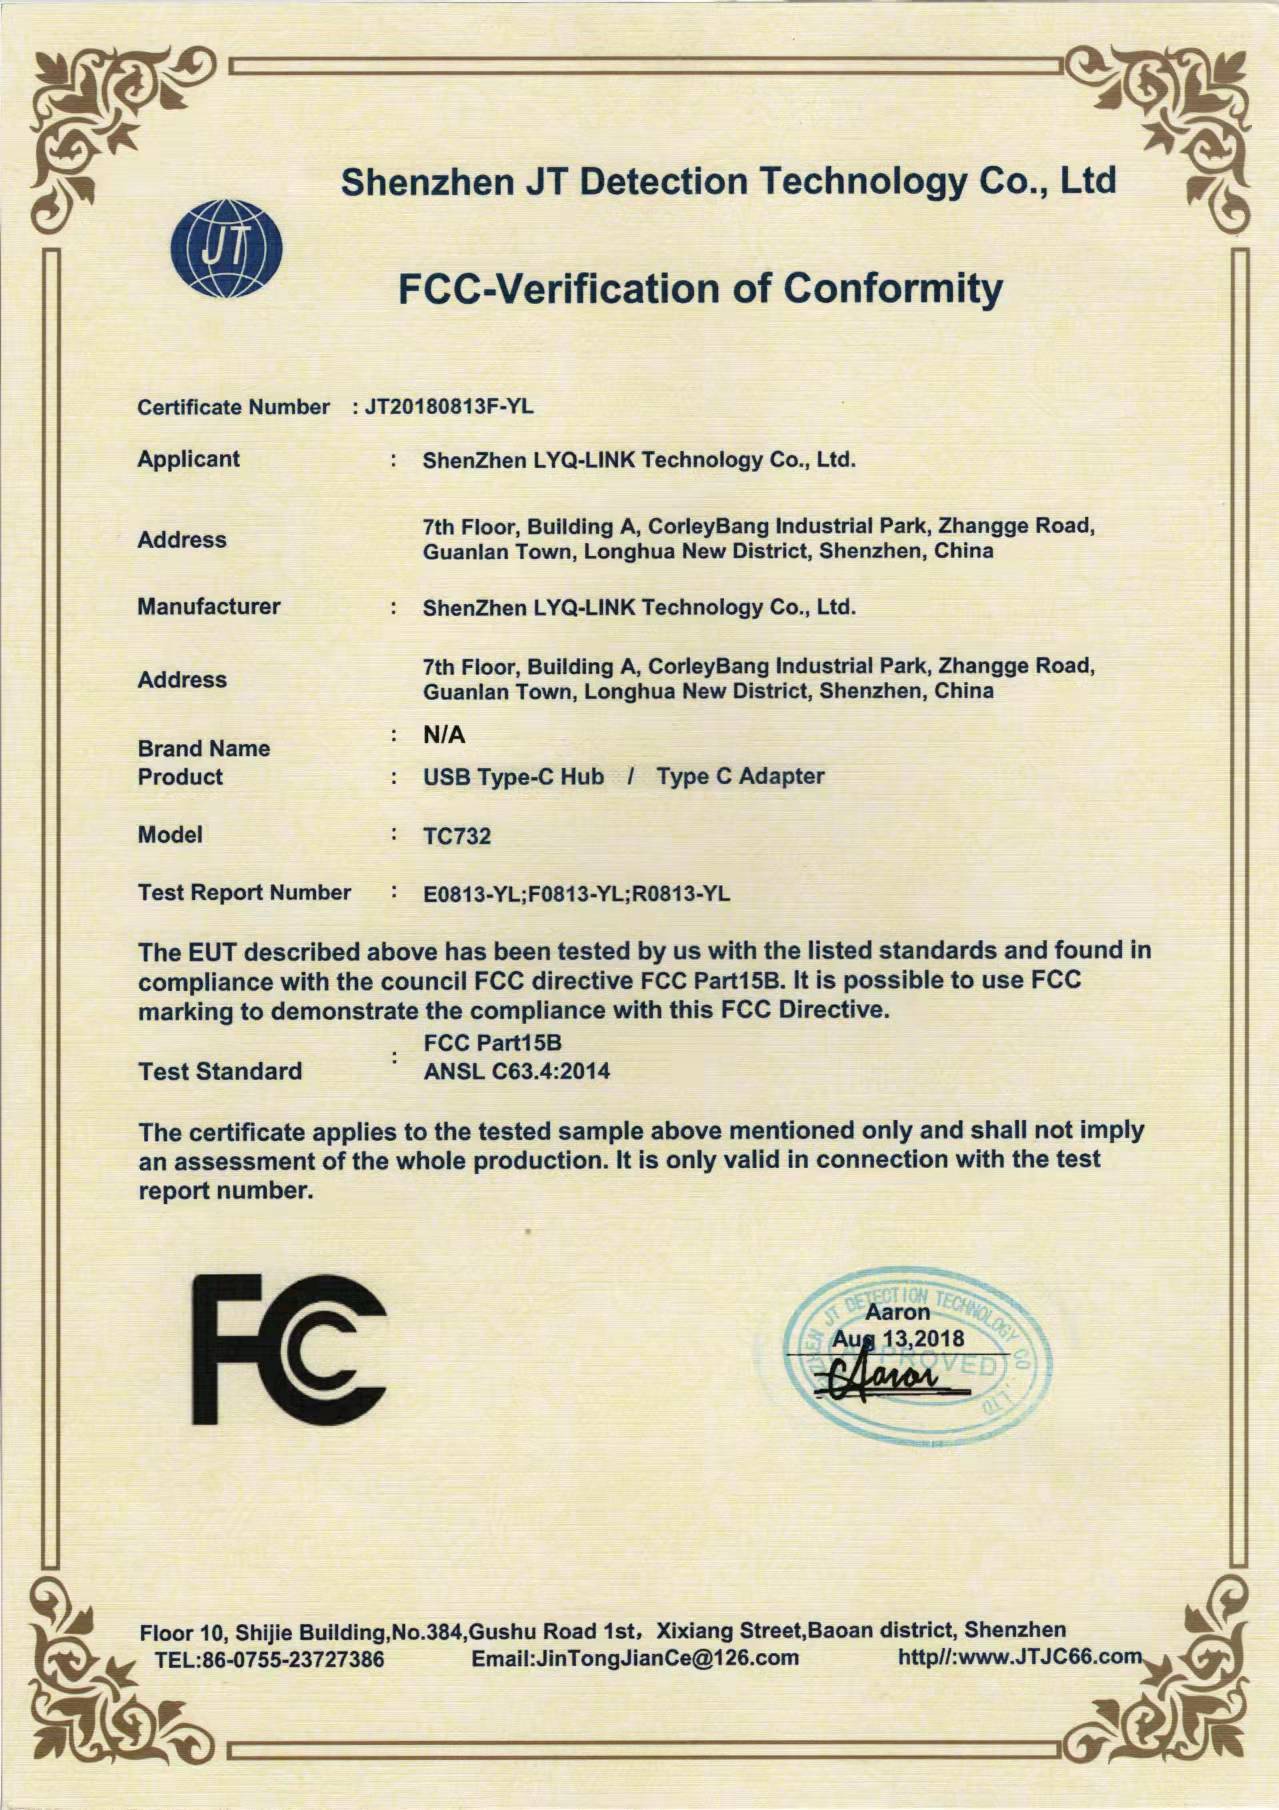 Shenzhen JT Detection Technology Co., Ltd
JT
FCC-Verification of Conformity
Certificate Number : JT20180813F-YL
Applicant : ShenZhen LYQ-LINK Technology Co., Ltd.
Address 7th Floor, Building A, CorleyBang Industrial Park, Zhangge Road,
Guanlan Town, Longhua New District, Shenzhen, China
Manufacturer : ShenZhen LYQ-LINK Technology Co., Ltd.
Address 7th Floor, Building A, CorleyBang Industrial Park, Zhangge Road,
Guanlan Town, Longhua New District, Shenzhen, China
Brand Name : N/A
Product : USB Type-C Hub / Type C Adapter
Model : TC732
Test Report Number : E0813-YL;F0813-YL;R0813-YL
The EUT described above has been tested by us with the listed standards and found in
compliance with the council FCC directive FCC Part15B. It is possible to use FCC
marking to demonstrate the compliance with this FCC Directive.
FCC Part15B
Test Standard : ANSL C63.4:2014
The certificate applies to the tested sample above mentioned only and shall not imply
an assessment of the whole production. It is only valid in connection with the test
report number.
FCC
JT DETECTION TECHNOLOGY CO., LTD
Aaron
Aug 13,2018
APPROVED
Aaron
Floor 10, Shijie Building,No.384,Gushu Road 1st，Xixiang Street,Baoan district, Shenzhen
TEL:86-0755-23727386 Email:JinTongJianCe@126.com http//:www.JTJC66.com